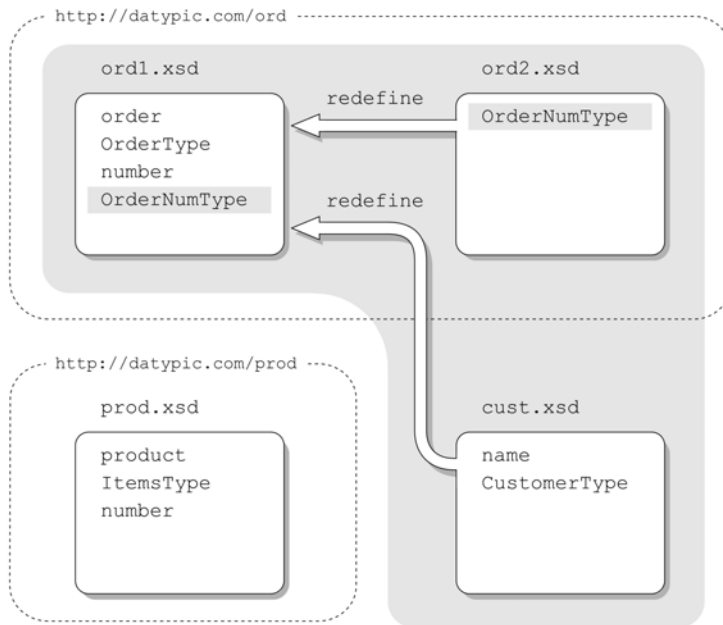 http://datypic.com/ord
ord1.xsd
order
OrderType
number
OrderNumType
redefine
redefine
ord2.xsd
OrderNumType
http://datypic.com/prod
prod.xsd
product
ItemsType
number
cust.xsd
name
CustomerType